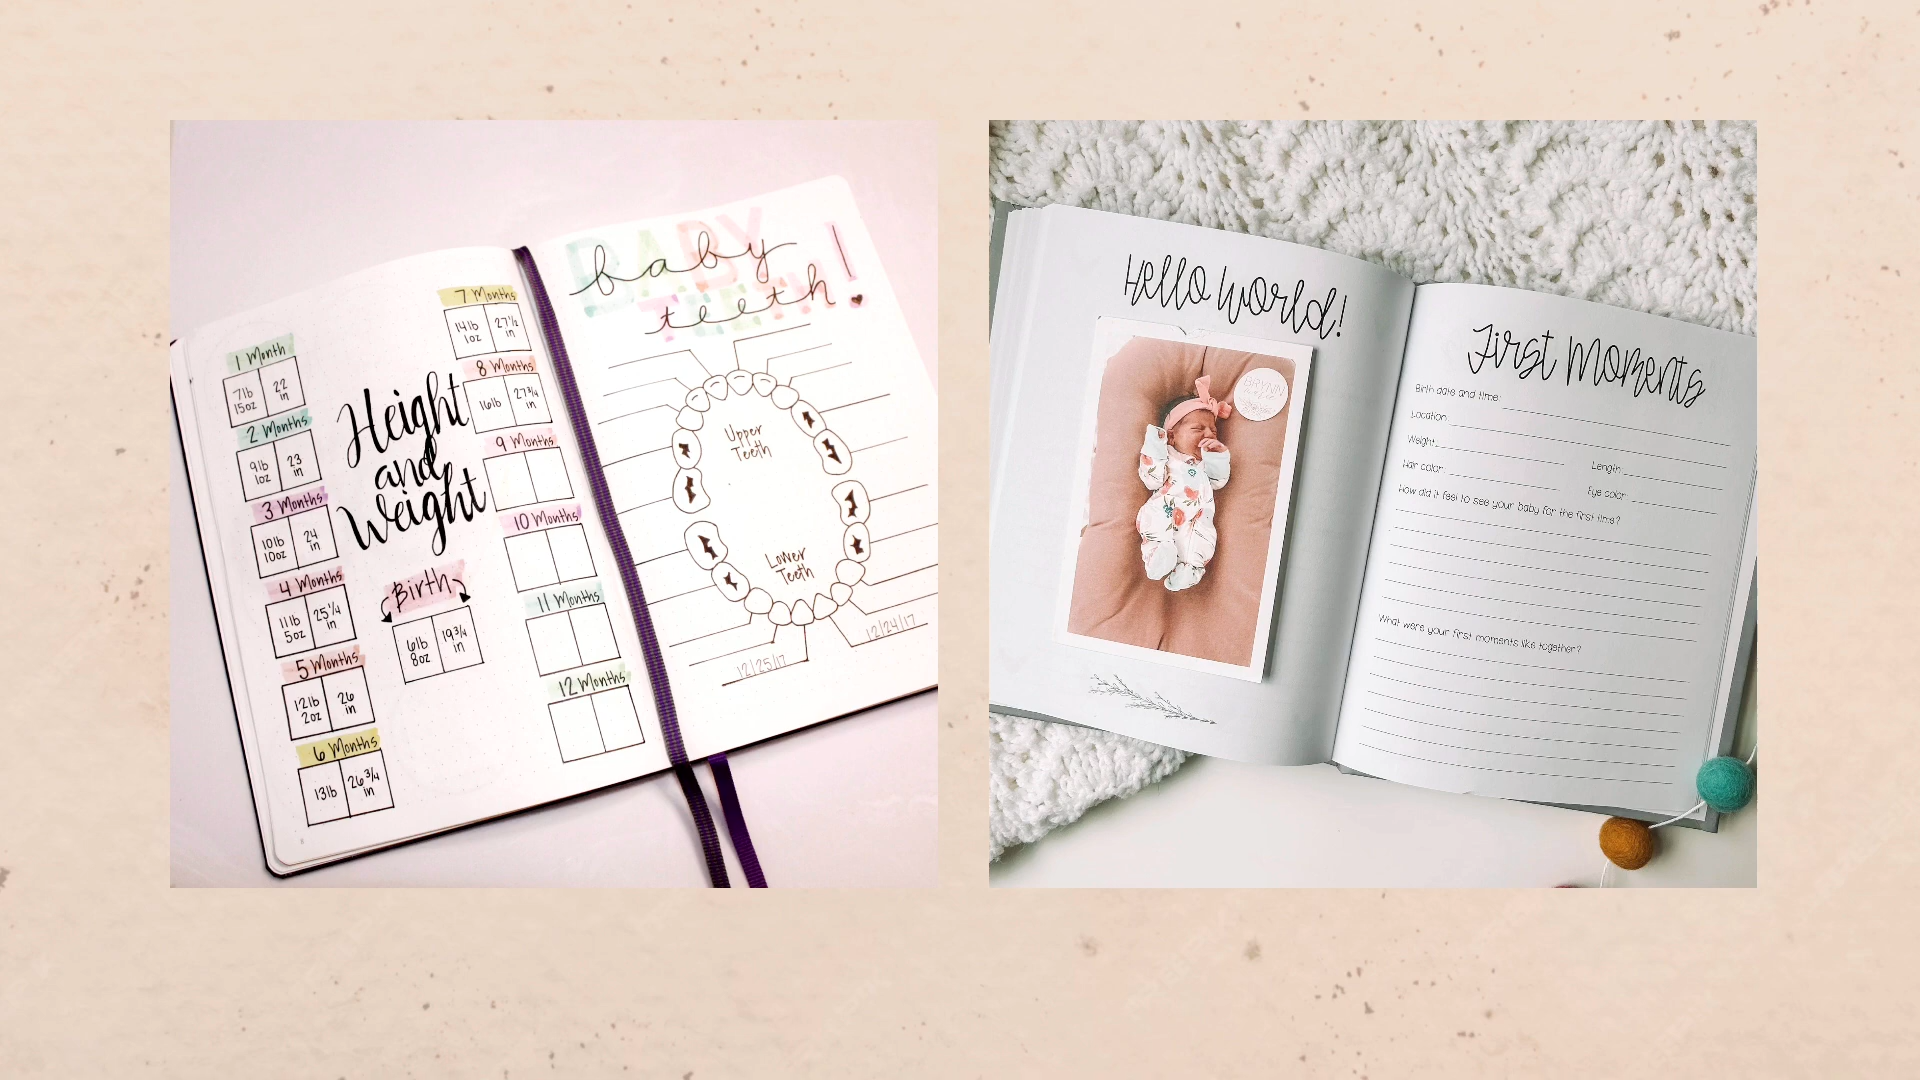 Height
and
Weight
1 Month
7lb
15oz
22
in
2 Months
9lb
1oz
23
in
3 Months
10lb
10oz
24
in
4 Months
11lb
5oz
25 1/4
in
5 Months
12lb
2oz
26
in
6 Months
13lb
26 3/4
in
Birth
6lb
8oz
19 3/4
in
7 Months
14lb
1oz
27 1/2
in
8 Months
16lb
27 3/4
in
9 Months
10 Months
11 Months
12 Months
BABY
TEETH!
baby
teeth!
Upper
Teeth
Lower
Teeth
12/24/17
12/25/17
Hello World!
BRYNN
First Moments
Birth date and time:
Location:
Weight:
Length:
Hair color:
Eye color:
How did it feel to see your baby for the first time?
What were your first moments like together?